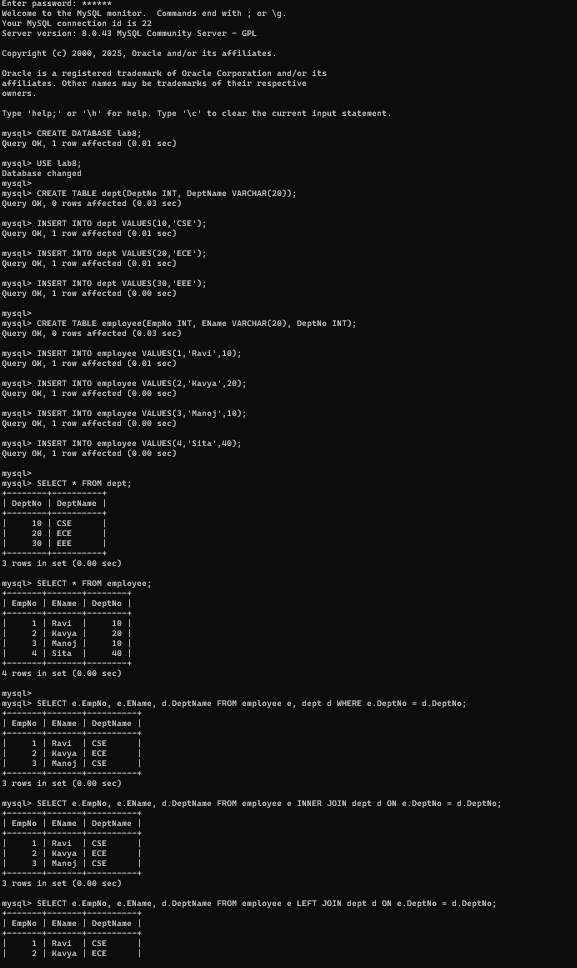 Enter password: ******
Welcome to the MySQL monitor.  Commands end with ; or \g.
Your MySQL connection id is 22
Server version: 8.0.43 MySQL Community Server - GPL

Copyright (c) 2000, 2025, Oracle and/or its affiliates.

Oracle is a registered trademark of Oracle Corporation and/or its
affiliates. Other names may be trademarks of their respective
owners.

Type 'help;' or '\h' for help. Type '\c' to clear the current input statement.

mysql> CREATE DATABASE lab8;
Query OK, 1 row affected (0.01 sec)

mysql> USE lab8;
Database changed
mysql>
mysql> CREATE TABLE dept(DeptNo INT, DeptName VARCHAR(20));
Query OK, 0 rows affected (0.03 sec)

mysql> INSERT INTO dept VALUES(10,'CSE');
Query OK, 1 row affected (0.01 sec)

mysql> INSERT INTO dept VALUES(20,'ECE');
Query OK, 1 row affected (0.01 sec)

mysql> INSERT INTO dept VALUES(30,'EEE');
Query OK, 1 row affected (0.00 sec)

mysql>
mysql> CREATE TABLE employee(EmpNo INT, EName VARCHAR(20), DeptNo INT);
Query OK, 0 rows affected (0.03 sec)

mysql> INSERT INTO employee VALUES(1,'Ravi',10);
Query OK, 1 row affected (0.01 sec)

mysql> INSERT INTO employee VALUES(2,'Kavya',20);
Query OK, 1 row affected (0.00 sec)

mysql> INSERT INTO employee VALUES(3,'Manoj',10);
Query OK, 1 row affected (0.00 sec)

mysql> INSERT INTO employee VALUES(4,'Sita',40);
Query OK, 1 row affected (0.00 sec)

mysql>
mysql> SELECT * FROM dept;
+--------+----------+
| DeptNo | DeptName |
+--------+----------+
|     10 | CSE      |
|     20 | ECE      |
|     30 | EEE      |
+--------+----------+
3 rows in set (0.00 sec)

mysql> SELECT * FROM employee;
+-------+-------+--------+
| EmpNo | EName | DeptNo |
+-------+-------+--------+
|     1 | Ravi  |     10 |
|     2 | Kavya |     20 |
|     3 | Manoj |     10 |
|     4 | Sita  |     40 |
+-------+-------+--------+
4 rows in set (0.00 sec)

mysql>
mysql> SELECT e.EmpNo, e.EName, d.DeptName FROM employee e, dept d WHERE e.DeptNo = d.DeptNo;
+-------+-------+----------+
| EmpNo | EName | DeptName |
+-------+-------+----------+
|     1 | Ravi  | CSE      |
|     2 | Kavya | ECE      |
|     3 | Manoj | CSE      |
+-------+-------+----------+
3 rows in set (0.00 sec)

mysql> SELECT e.EmpNo, e.EName, d.DeptName FROM employee e INNER JOIN dept d ON e.DeptNo = d.DeptNo;
+-------+-------+----------+
| EmpNo | EName | DeptName |
+-------+-------+----------+
|     1 | Ravi  | CSE      |
|     2 | Kavya | ECE      |
|     3 | Manoj | CSE      |
+-------+-------+----------+
3 rows in set (0.00 sec)

mysql> SELECT e.EmpNo, e.EName, d.DeptName FROM employee e LEFT JOIN dept d ON e.DeptNo = d.DeptNo;
+-------+-------+----------+
| EmpNo | EName | DeptName |
+-------+-------+----------+
|     1 | Ravi  | CSE      |
|     2 | Kavya | ECE      |